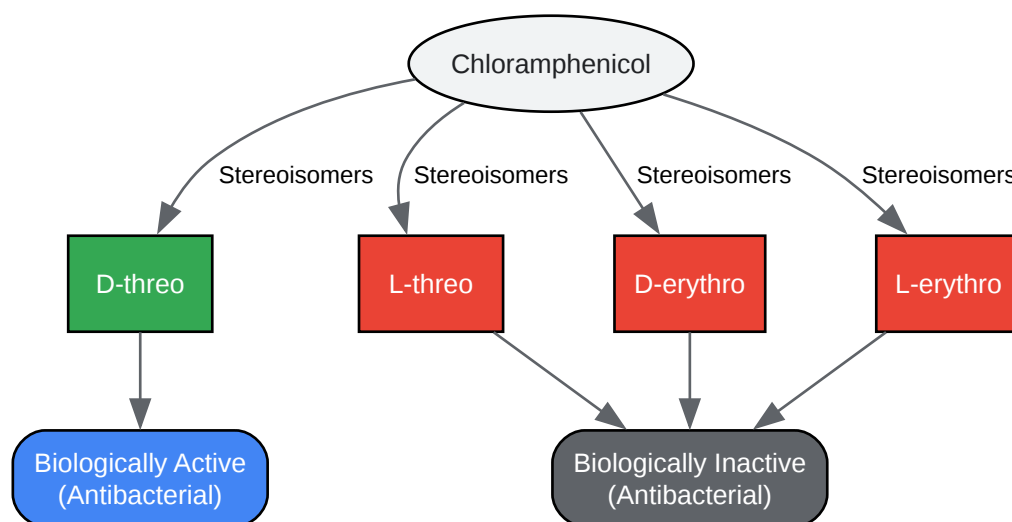 Chloramphenicol
Stereoisomers
Stereoisomers
Stereoisomers
Stereoisomers
D-threo
L-threo
D-erythro
L-erythro
Biologically Active
(Antibacterial)
Biologically Inactive
(Antibacterial)